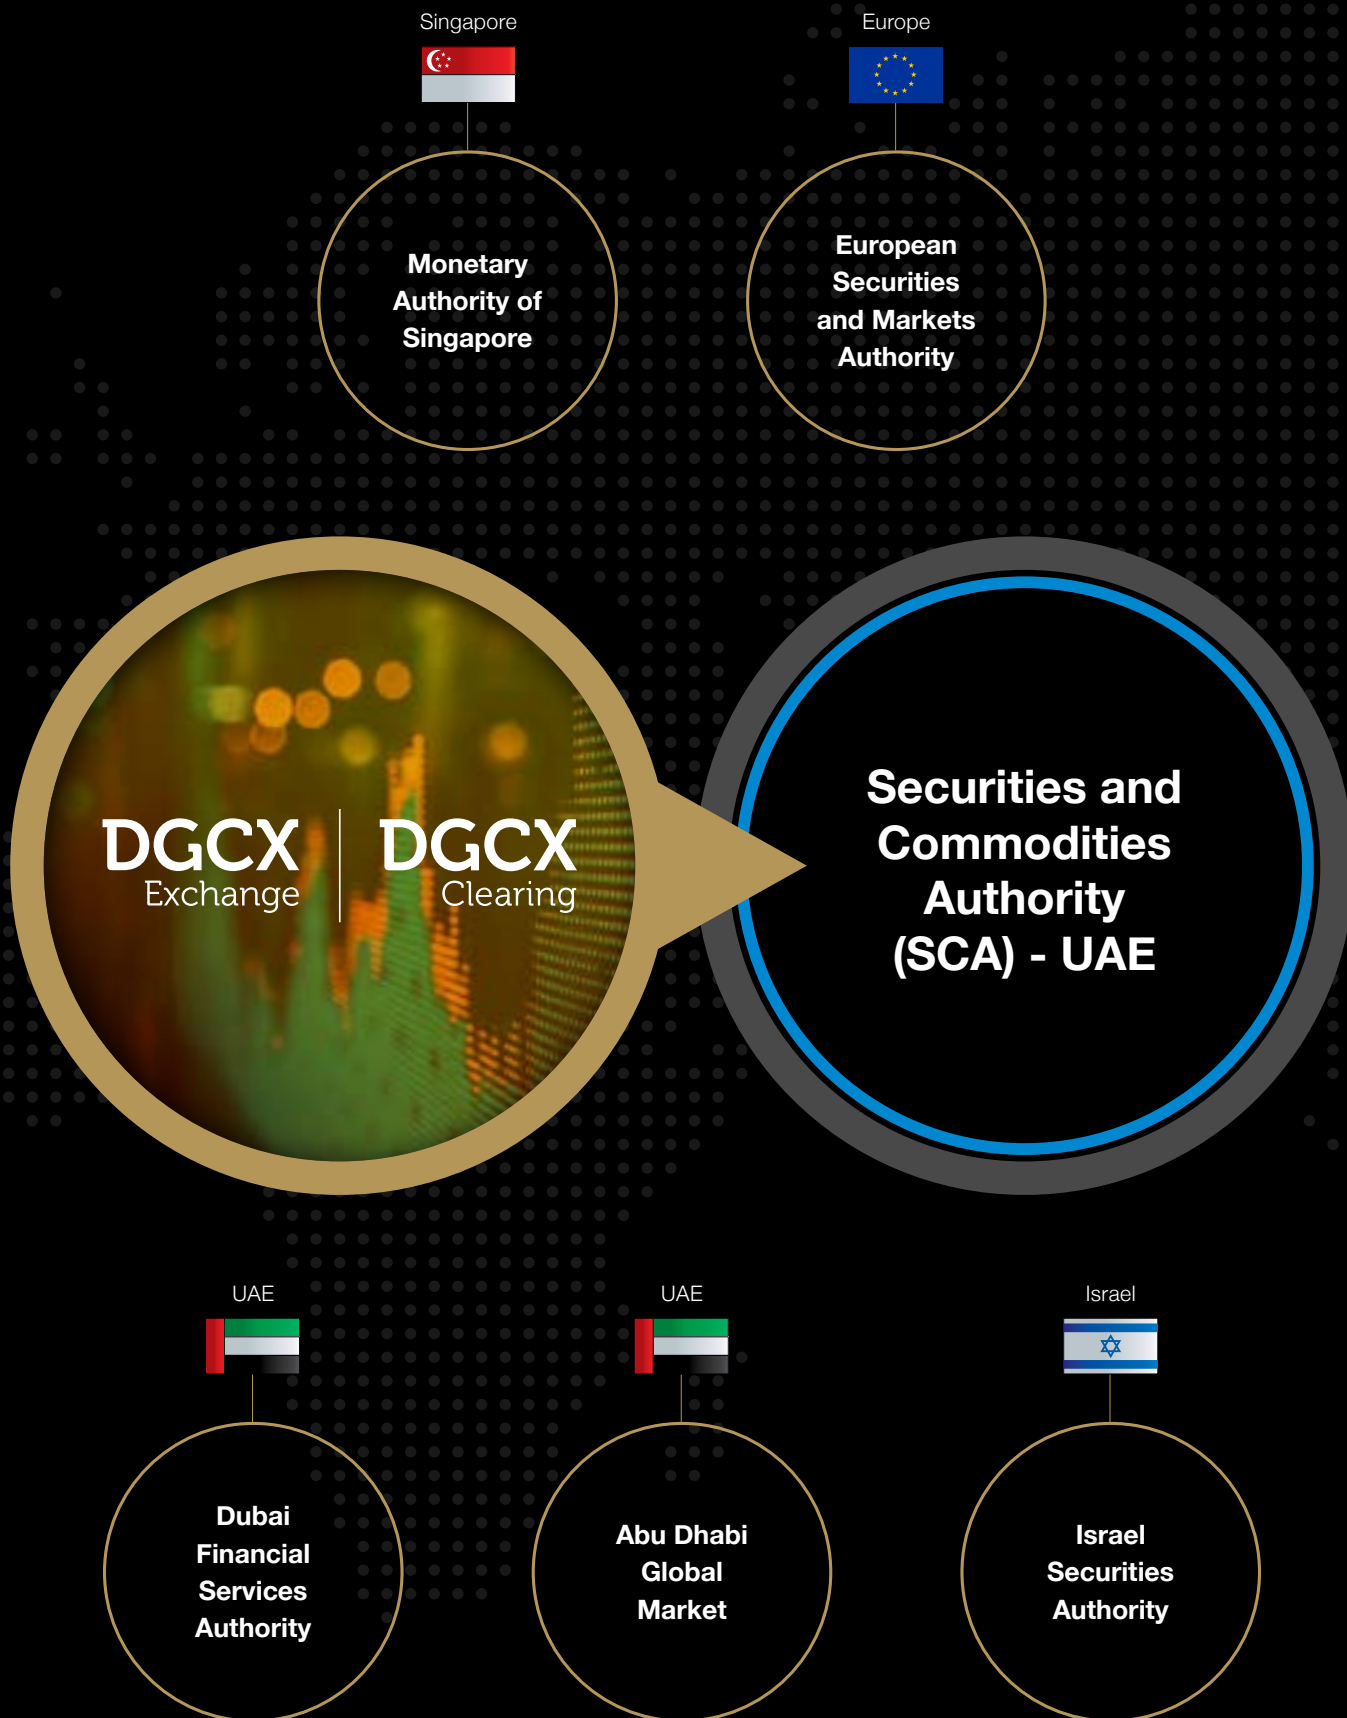 Singapore
Monetary
Authority of
Singapore
Europe
European
Securities
and Markets
Authority
DGCX
Exchange
DGCX
Clearing
Securities and
Commodities
Authority
(SCA) - UAE
UAE
Dubai
Financial
Services
Authority
UAE
Abu Dhabi
Global
Market
Israel
Israel
Securities
Authority